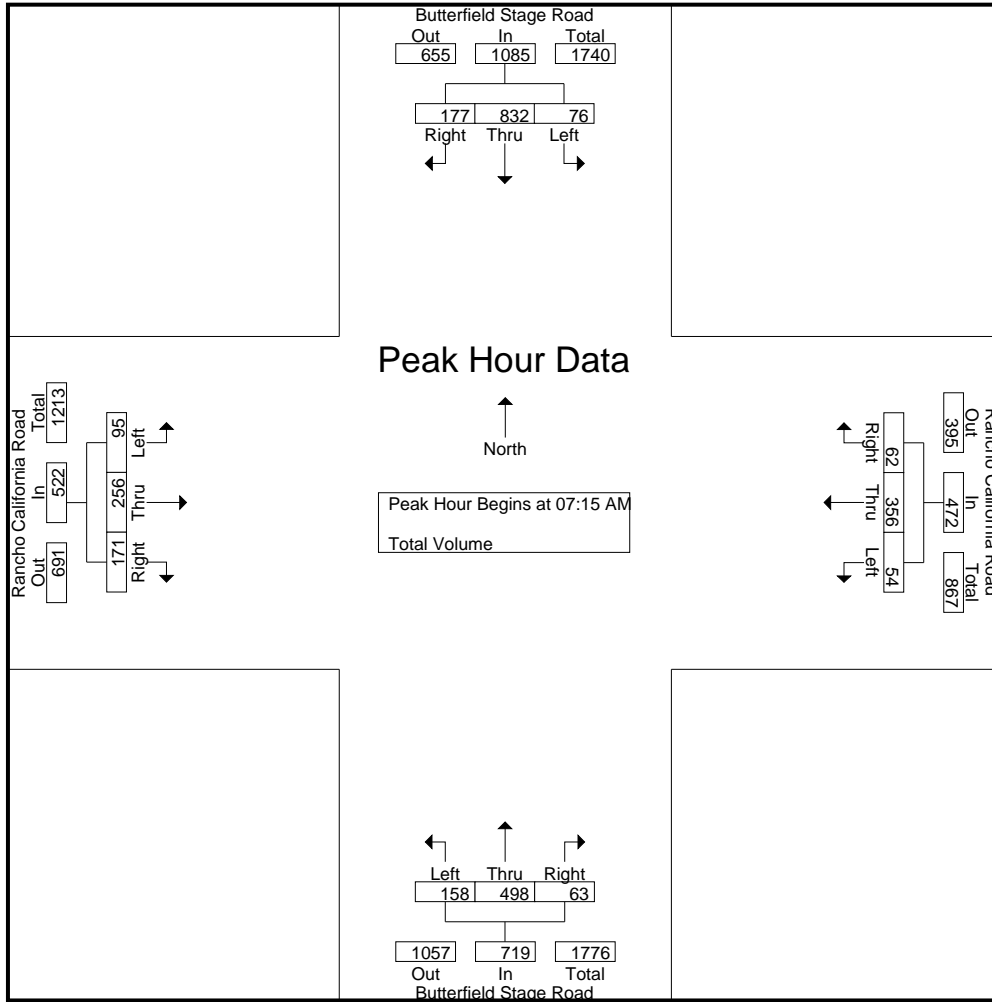 Butterfield Stage Road
Out In Total
655 1085 1740
177 832 76
Right Thru Left
Peak Hour Data
North
Peak Hour Begins at 07:15 AM
Total Volume
Rancho California Road
Total In Out
1213 522 691
95 256 171
Left Thru Right
Rancho California Road
Out In Total
395 472 867
62 356 54
Right Thru Left
Left Thru Right
158 498 63
1057 719 1776
Out In Total
Butterfield Stage Road